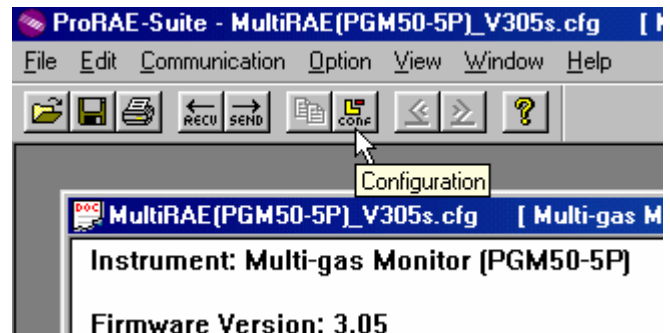 ProRAE-Suite - MultiRAE(PGM50-5P)_V305s.cfg [
File Edit Communication Option View Window Help
RECV SEND CONF
Configuration
DOC MultiRAE(PGM50-5P)_V305s.cfg [ Multi-gas M
Instrument: Multi-gas Monitor (PGM50-5P)
Firmware Version: 3.05